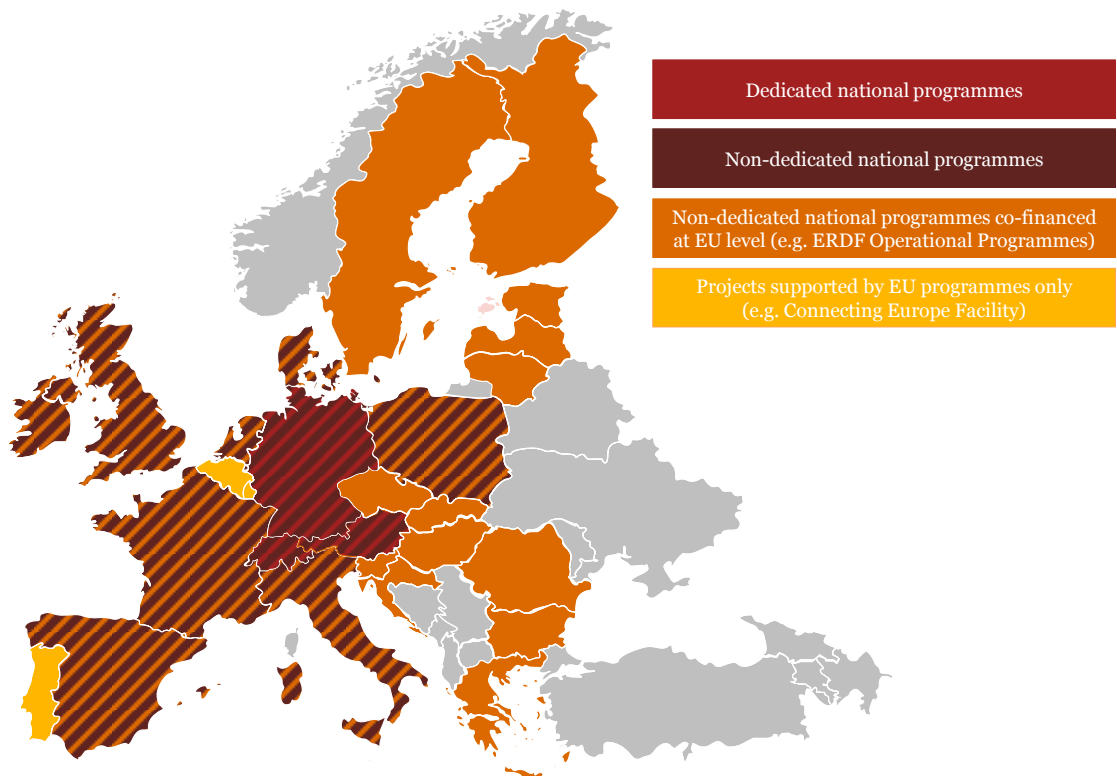 Dedicated national programmes
Non-dedicated national programmes
Non-dedicated national programmes co-financed
at EU level (e.g. ERDF Operational Programmes)
Projects supported by EU programmes only
(e.g. Connecting Europe Facility)